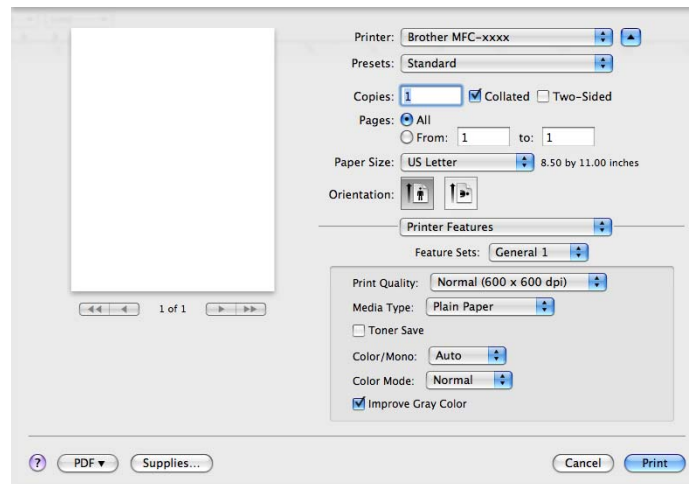 Printer: Brother MFC-xxxx
Presets: Standard
Copies: 1 Collated Two-Sided
Pages: All
From: 1 to: 1
Paper Size: US Letter 8.50 by 11.00 inches
Orientation:
Printer Features
Feature Sets: General 1
Print Quality: Normal (600 x 600 dpi)
Media Type: Plain Paper
Toner Save
Color/Mono: Auto
Color Mode: Normal
Improve Gray Color
1 of 1
? PDF ▾ Supplies... Cancel Print